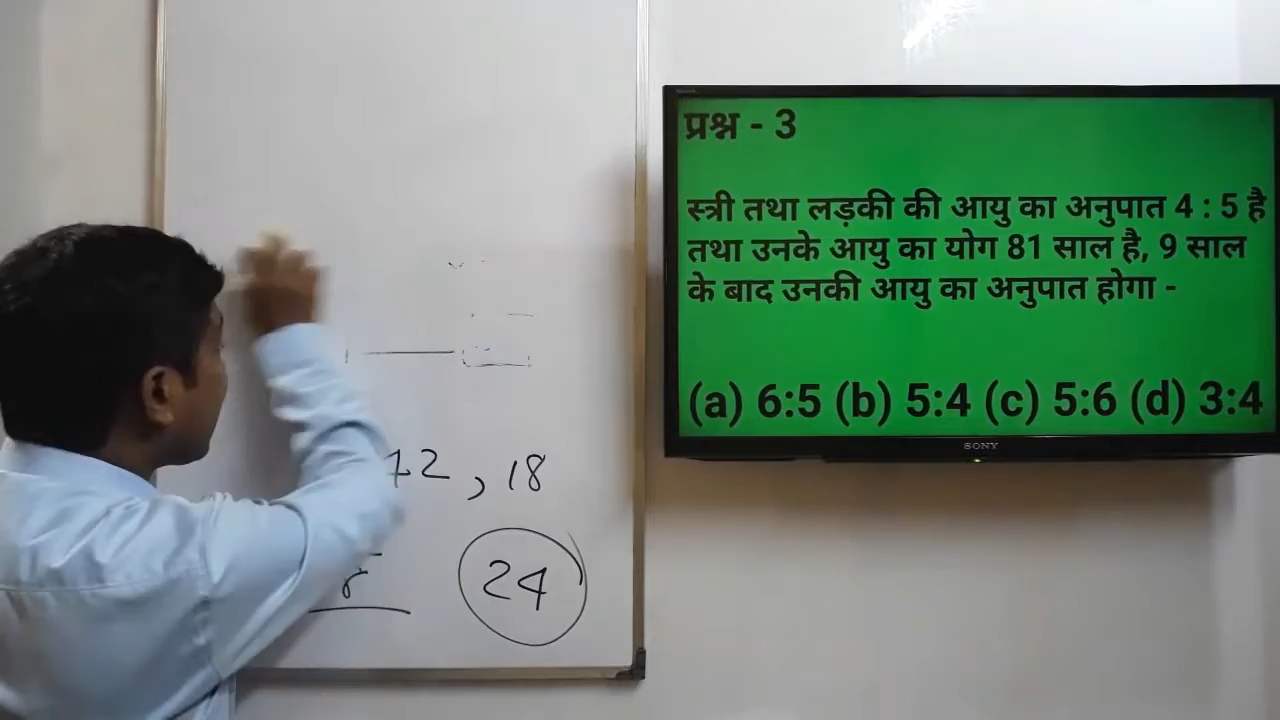 प्रश्न - 3
स्त्री तथा लड़की की आयु का अनुपात 4 : 5 है
तथा उनके आयु का योग 81 साल है, 9 साल
के बाद उनकी आयु का अनुपात होगा -
(a) 6:5 (b) 5:4 (c) 5:6 (d) 3:4
SONY
42 , 18
24